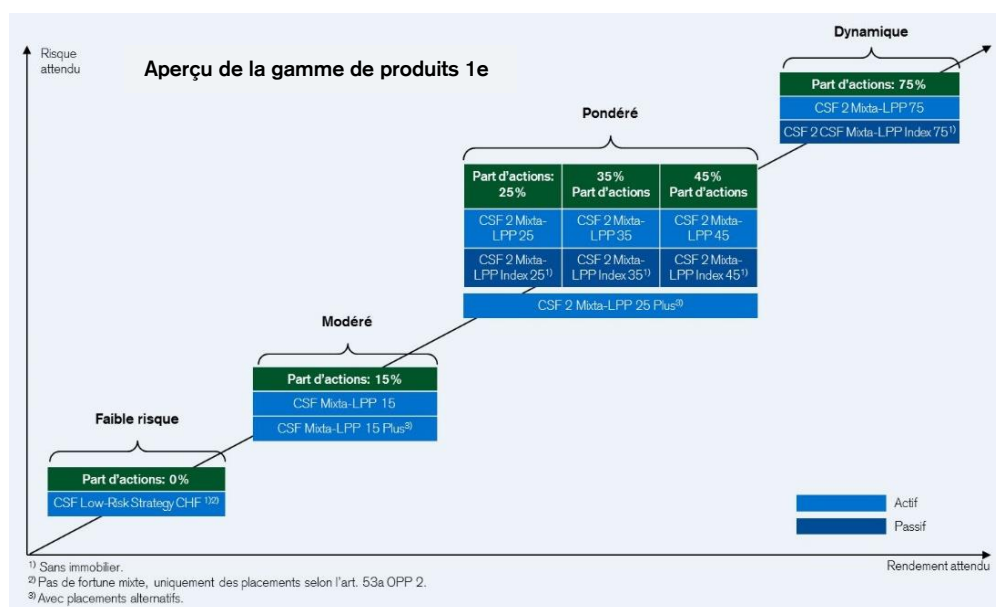 Dynamique
Risque
attendu
Aperçu de la gamme de produits 1e
Part d'actions: 75%
CSF 2 Mixta-LPP 75
CSF 2 CSF Mixta-LPP Index 75¹⁾
Pondéré
Part d'actions:
25%
35%
Part d'actions
45%
Part d'actions
CSF 2 Mixta-
LPP 25
CSF 2 Mixta-
LPP 35
CSF 2 Mixta-
LPP 45
CSF 2 Mixta-
LPP Index 25¹⁾
CSF 2 Mixta-
LPP Index 35¹⁾
CSF 2 Mixta-
LPP Index 45¹⁾
CSF 2 Mixta-LPP 25 Plus³⁾
Modéré
Part d'actions: 15%
CSF Mixta-LPP 15
CSF Mixta-LPP 15 Plus³⁾
Faible risque
Part d'actions: 0%
CSF Low-Risk Strategy CHF ¹⁾²⁾
Actif
Passif
Rendement attendu
¹⁾ Sans immobilier.
²⁾ Pas de fortune mixte, uniquement des placements selon l'art. 53a OPP 2.
³⁾ Avec placements alternatifs.